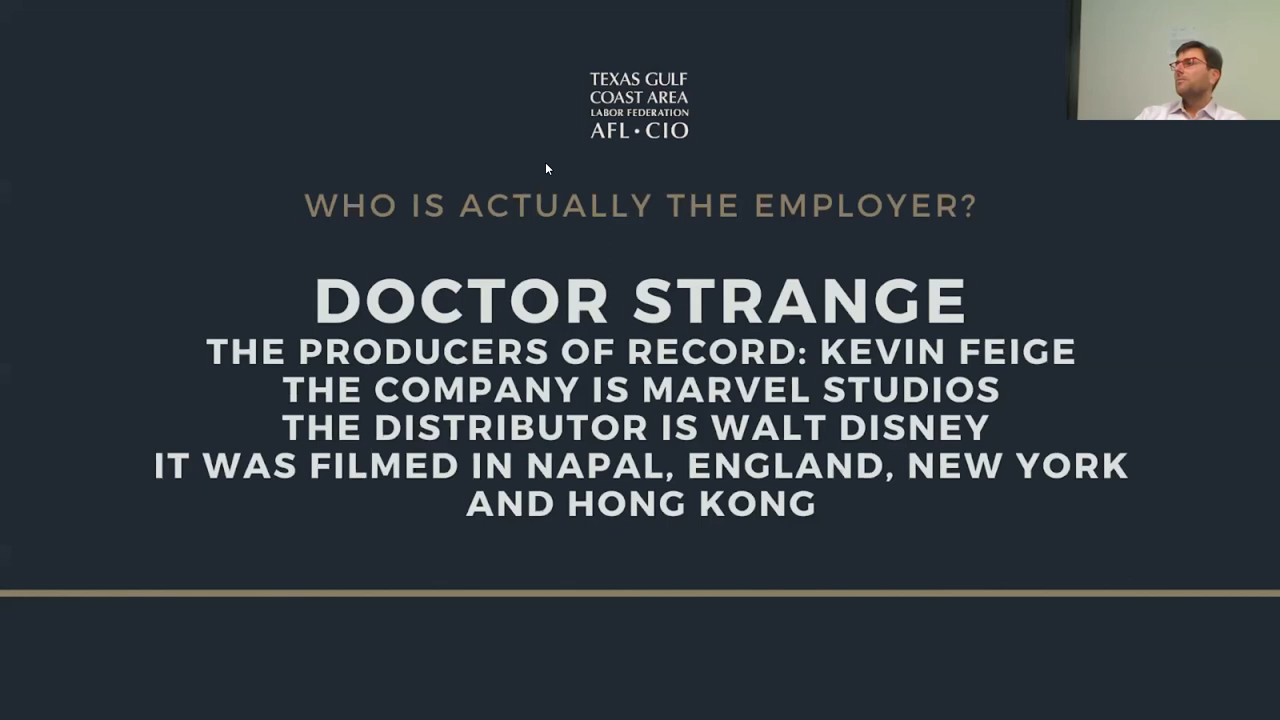 TEXAS GULF
COAST AREA
LABOR FEDERATION
AFL • CIO
WHO IS ACTUALLY THE EMPLOYER?
DOCTOR STRANGE
THE PRODUCERS OF RECORD: KEVIN FEIGE
THE COMPANY IS MARVEL STUDIOS
THE DISTRIBUTOR IS WALT DISNEY
IT WAS FILMED IN NAPAL, ENGLAND, NEW YORK
AND HONG KONG